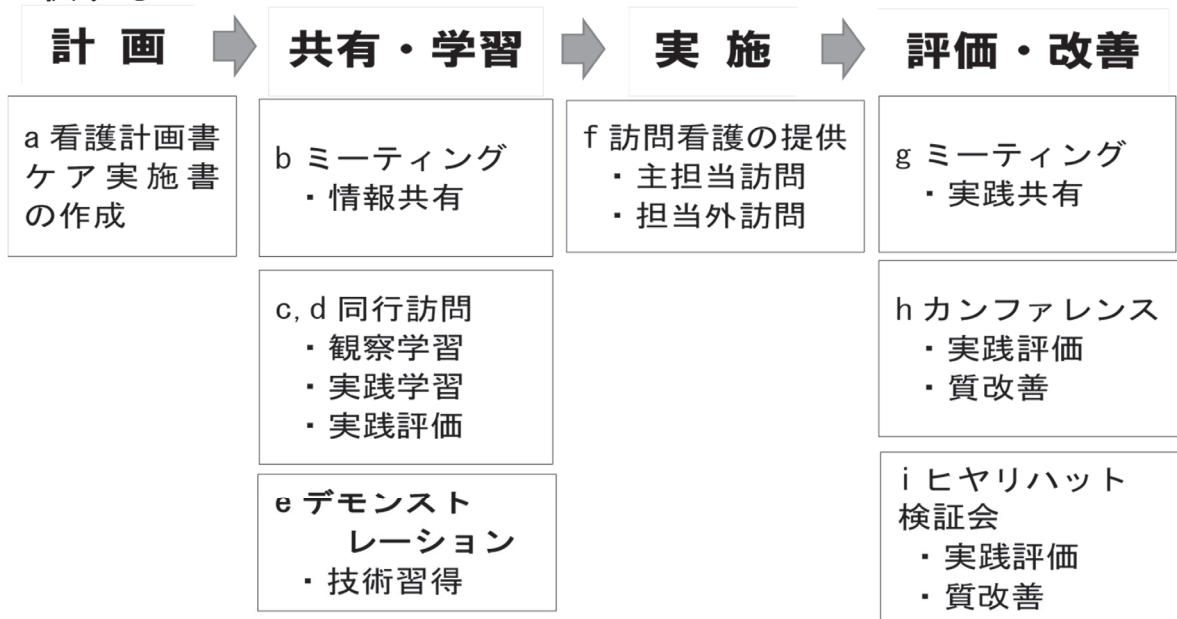 計画
共有・学習
実施
評価・改善
a 看護計画書
ケア実施書
の作成
b ミーティング
・情報共有
c, d 同行訪問
・観察学習
・実践学習
・実践評価
e デモンスト
レーション
・技術習得
f 訪問看護の提供
・主担当訪問
・担当外訪問
g ミーティング
・実践共有
h カンファレンス
・実践評価
・質改善
i ヒヤリハット
検証会
・実践評価
・質改善